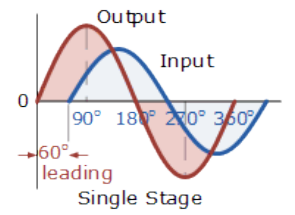 Output
Input
0
90° 180° 270° 360°
60°
leading
Single Stage